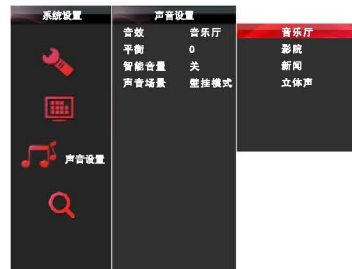 系统设置
声音设置
声音设置
音效 音乐厅
平衡 0
智能音量 关
声音场景 壁挂模式
音乐厅
影院
新闻
立体声